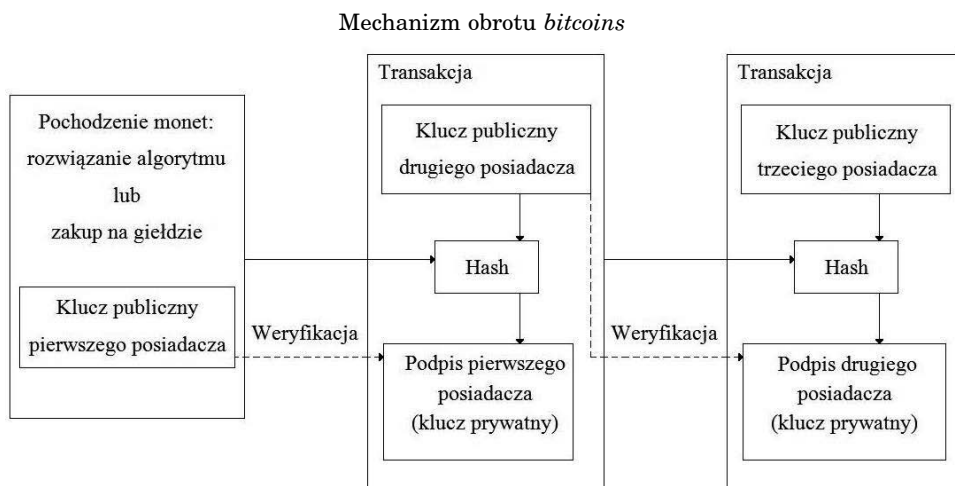 Mechanizm obrotu bitcoins
Pochodzenie monet:
rozwiązanie algorytmu
lub
zakup na giełdzie
Klucz publiczny
pierwszego posiadacza
Weryfikacja
Transakcja
Klucz publiczny
drugiego posiadacza
Hash
Podpis pierwszego
posiadacza
(klucz prywatny)
Weryfikacja
Transakcja
Klucz publiczny
trzeciego posiadacza
Hash
Podpis drugiego
posiadacza
(klucz prywatny)